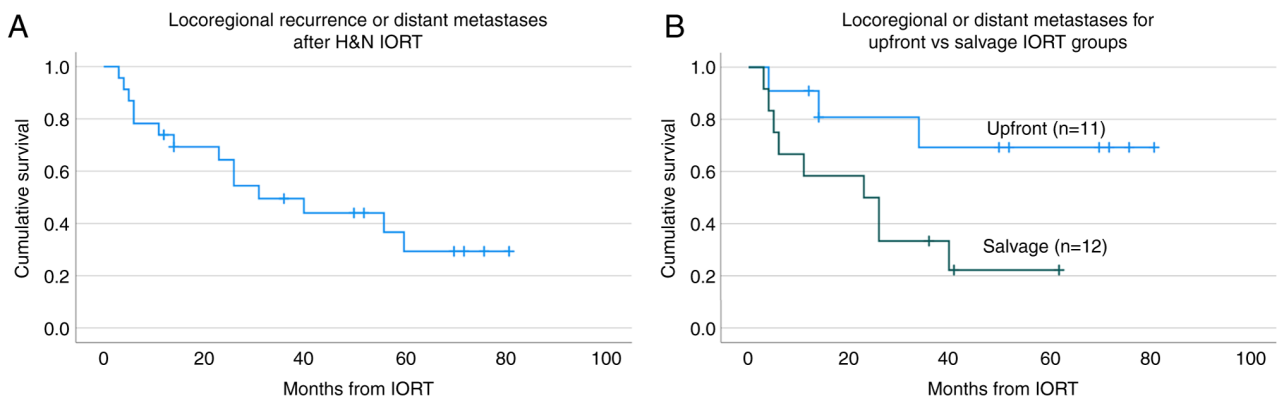 A
Locoregional recurrence or distant metastases
after H&N IORT
Cumulative survival
1.0
0.8
0.6
0.4
0.2
0.0
0 20 40 60 80 100
Months from IORT
B
Locoregional or distant metastases for
upfront vs salvage IORT groups
Cumulative survival
1.0
0.8
0.6
0.4
0.2
0.0
Upfront (n=11)
Salvage (n=12)
0 20 40 60 80 100
Months from IORT